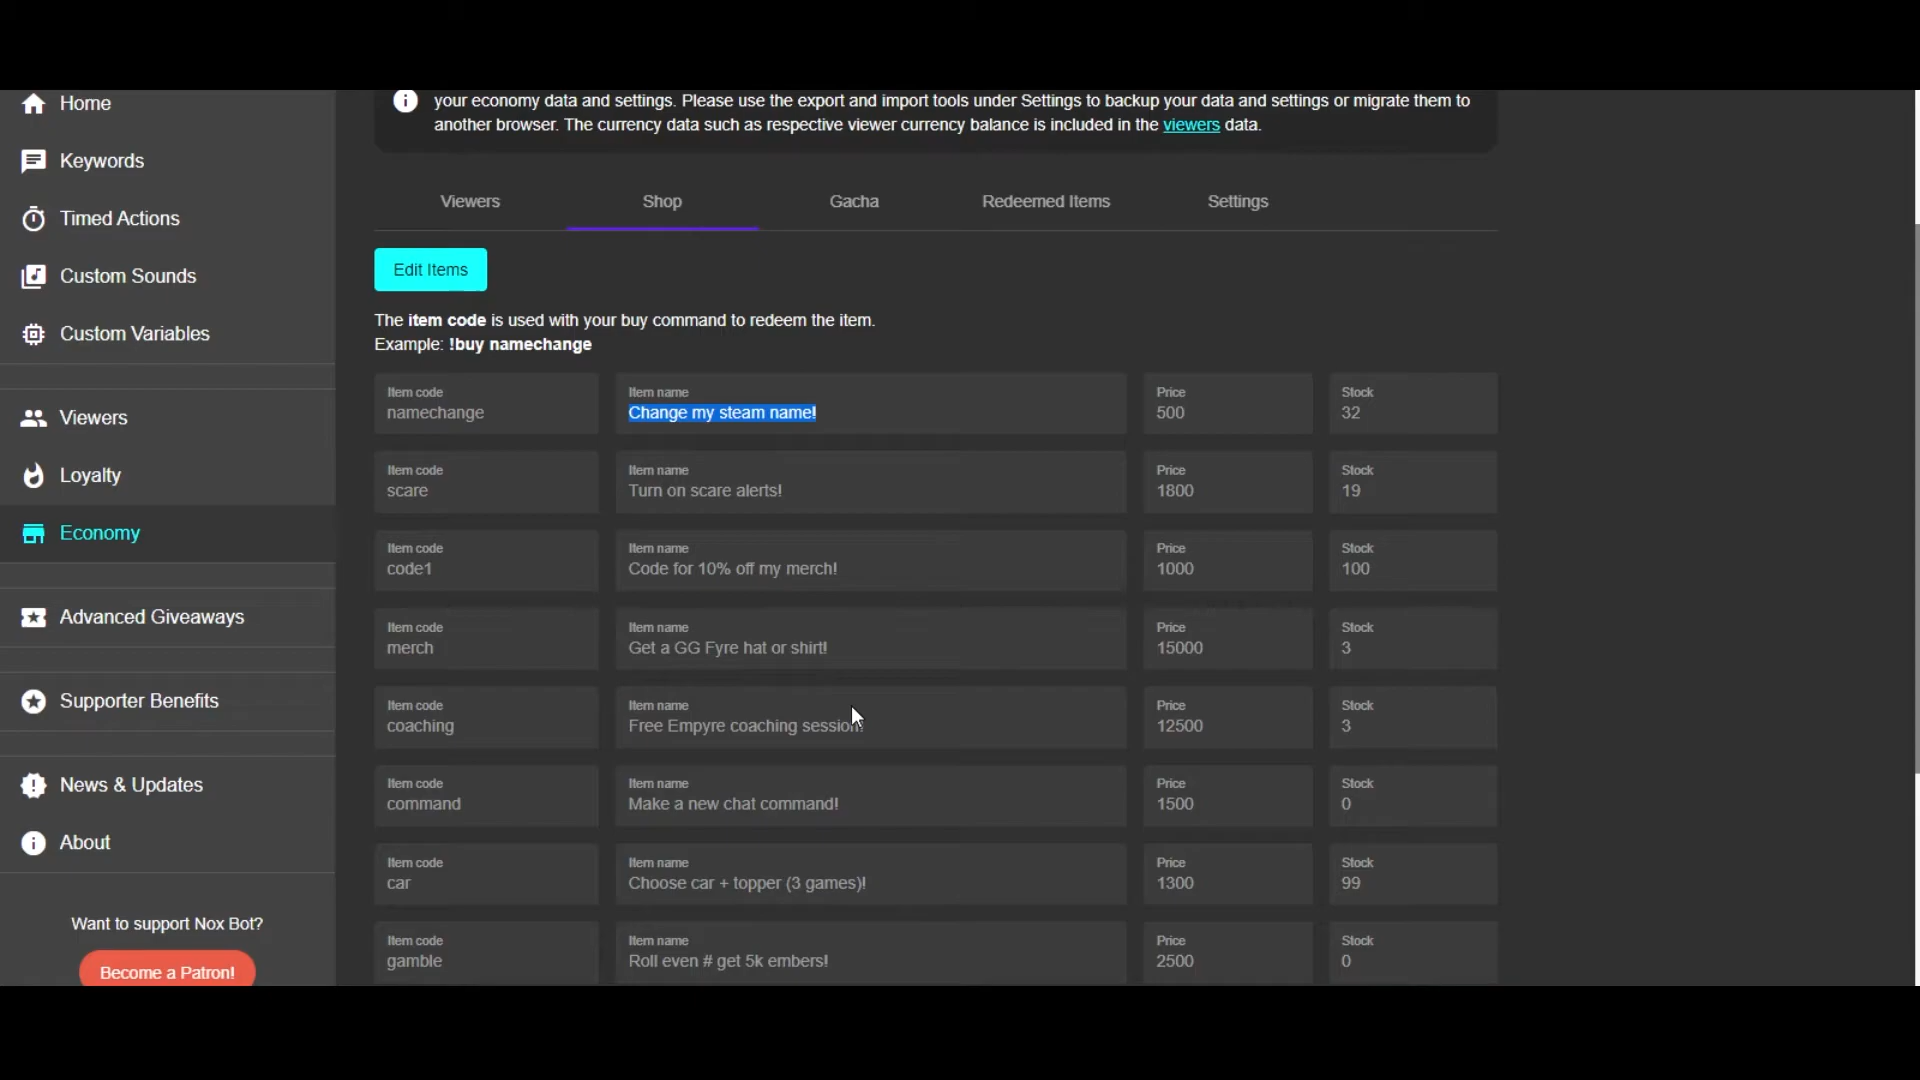 Home
Keywords
Timed Actions
Custom Sounds
Custom Variables
Viewers
Loyalty
Economy
Advanced Giveaways
Supporter Benefits
News & Updates
About
Want to support Nox Bot?
Become a Patron!
your economy data and settings. Please use the export and import tools under Settings to backup your data and settings or migrate them to
another browser. The currency data such as respective viewer currency balance is included in the viewers data.
Viewers Shop Gacha Redeemed Items Settings
Edit Items
The item code is used with your buy command to redeem the item.
Example: !buy namechange
Item code Item name Price Stock
namechange Change my steam name! 500 32
Item code Item name Price Stock
scare Turn on scare alerts! 1800 19
Item code Item name Price Stock
code1 Code for 10% off my merch! 1000 100
Item code Item name Price Stock
merch Get a GG Fyre hat or shirt! 15000 3
Item code Item name Price Stock
coaching Free Empyre coaching session! 12500 3
Item code Item name Price Stock
command Make a new chat command! 1500 0
Item code Item name Price Stock
car Choose car + topper (3 games)! 1300 99
Item code Item name Price Stock
gamble Roll even # get 5k embers! 2500 0